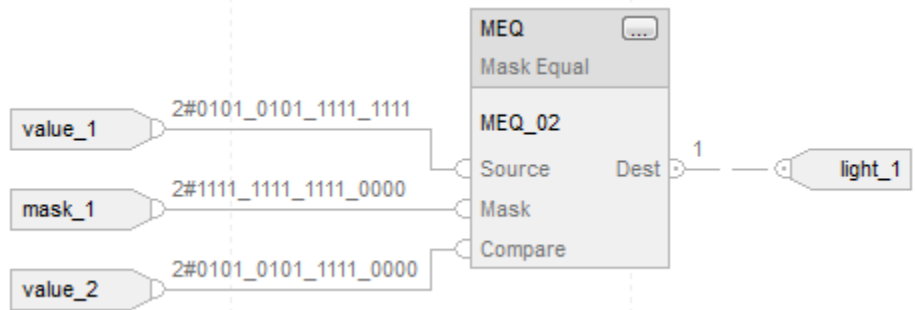 MEQ ...
Mask Equal
MEQ_02
value_1 2#0101_0101_1111_1111 Source Dest 1 light_1
mask_1 2#1111_1111_1111_0000 Mask
value_2 2#0101_0101_1111_0000 Compare